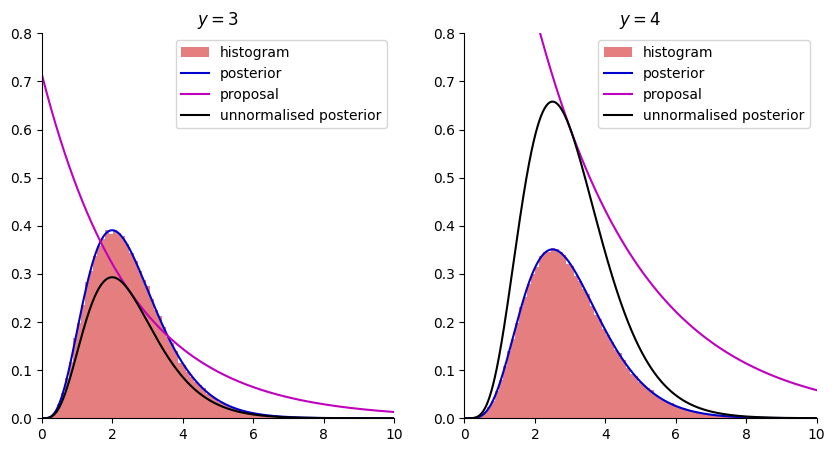 y = 3
0.8
0.7
0.6
0.5
0.4
0.3
0.2
0.1
0.0
0 2 4 6 8 10
histogram
posterior
proposal
unnormalised posterior
y = 4
0.8
0.7
0.6
0.5
0.4
0.3
0.2
0.1
0.0
0 2 4 6 8 10
histogram
posterior
proposal
unnormalised posterior